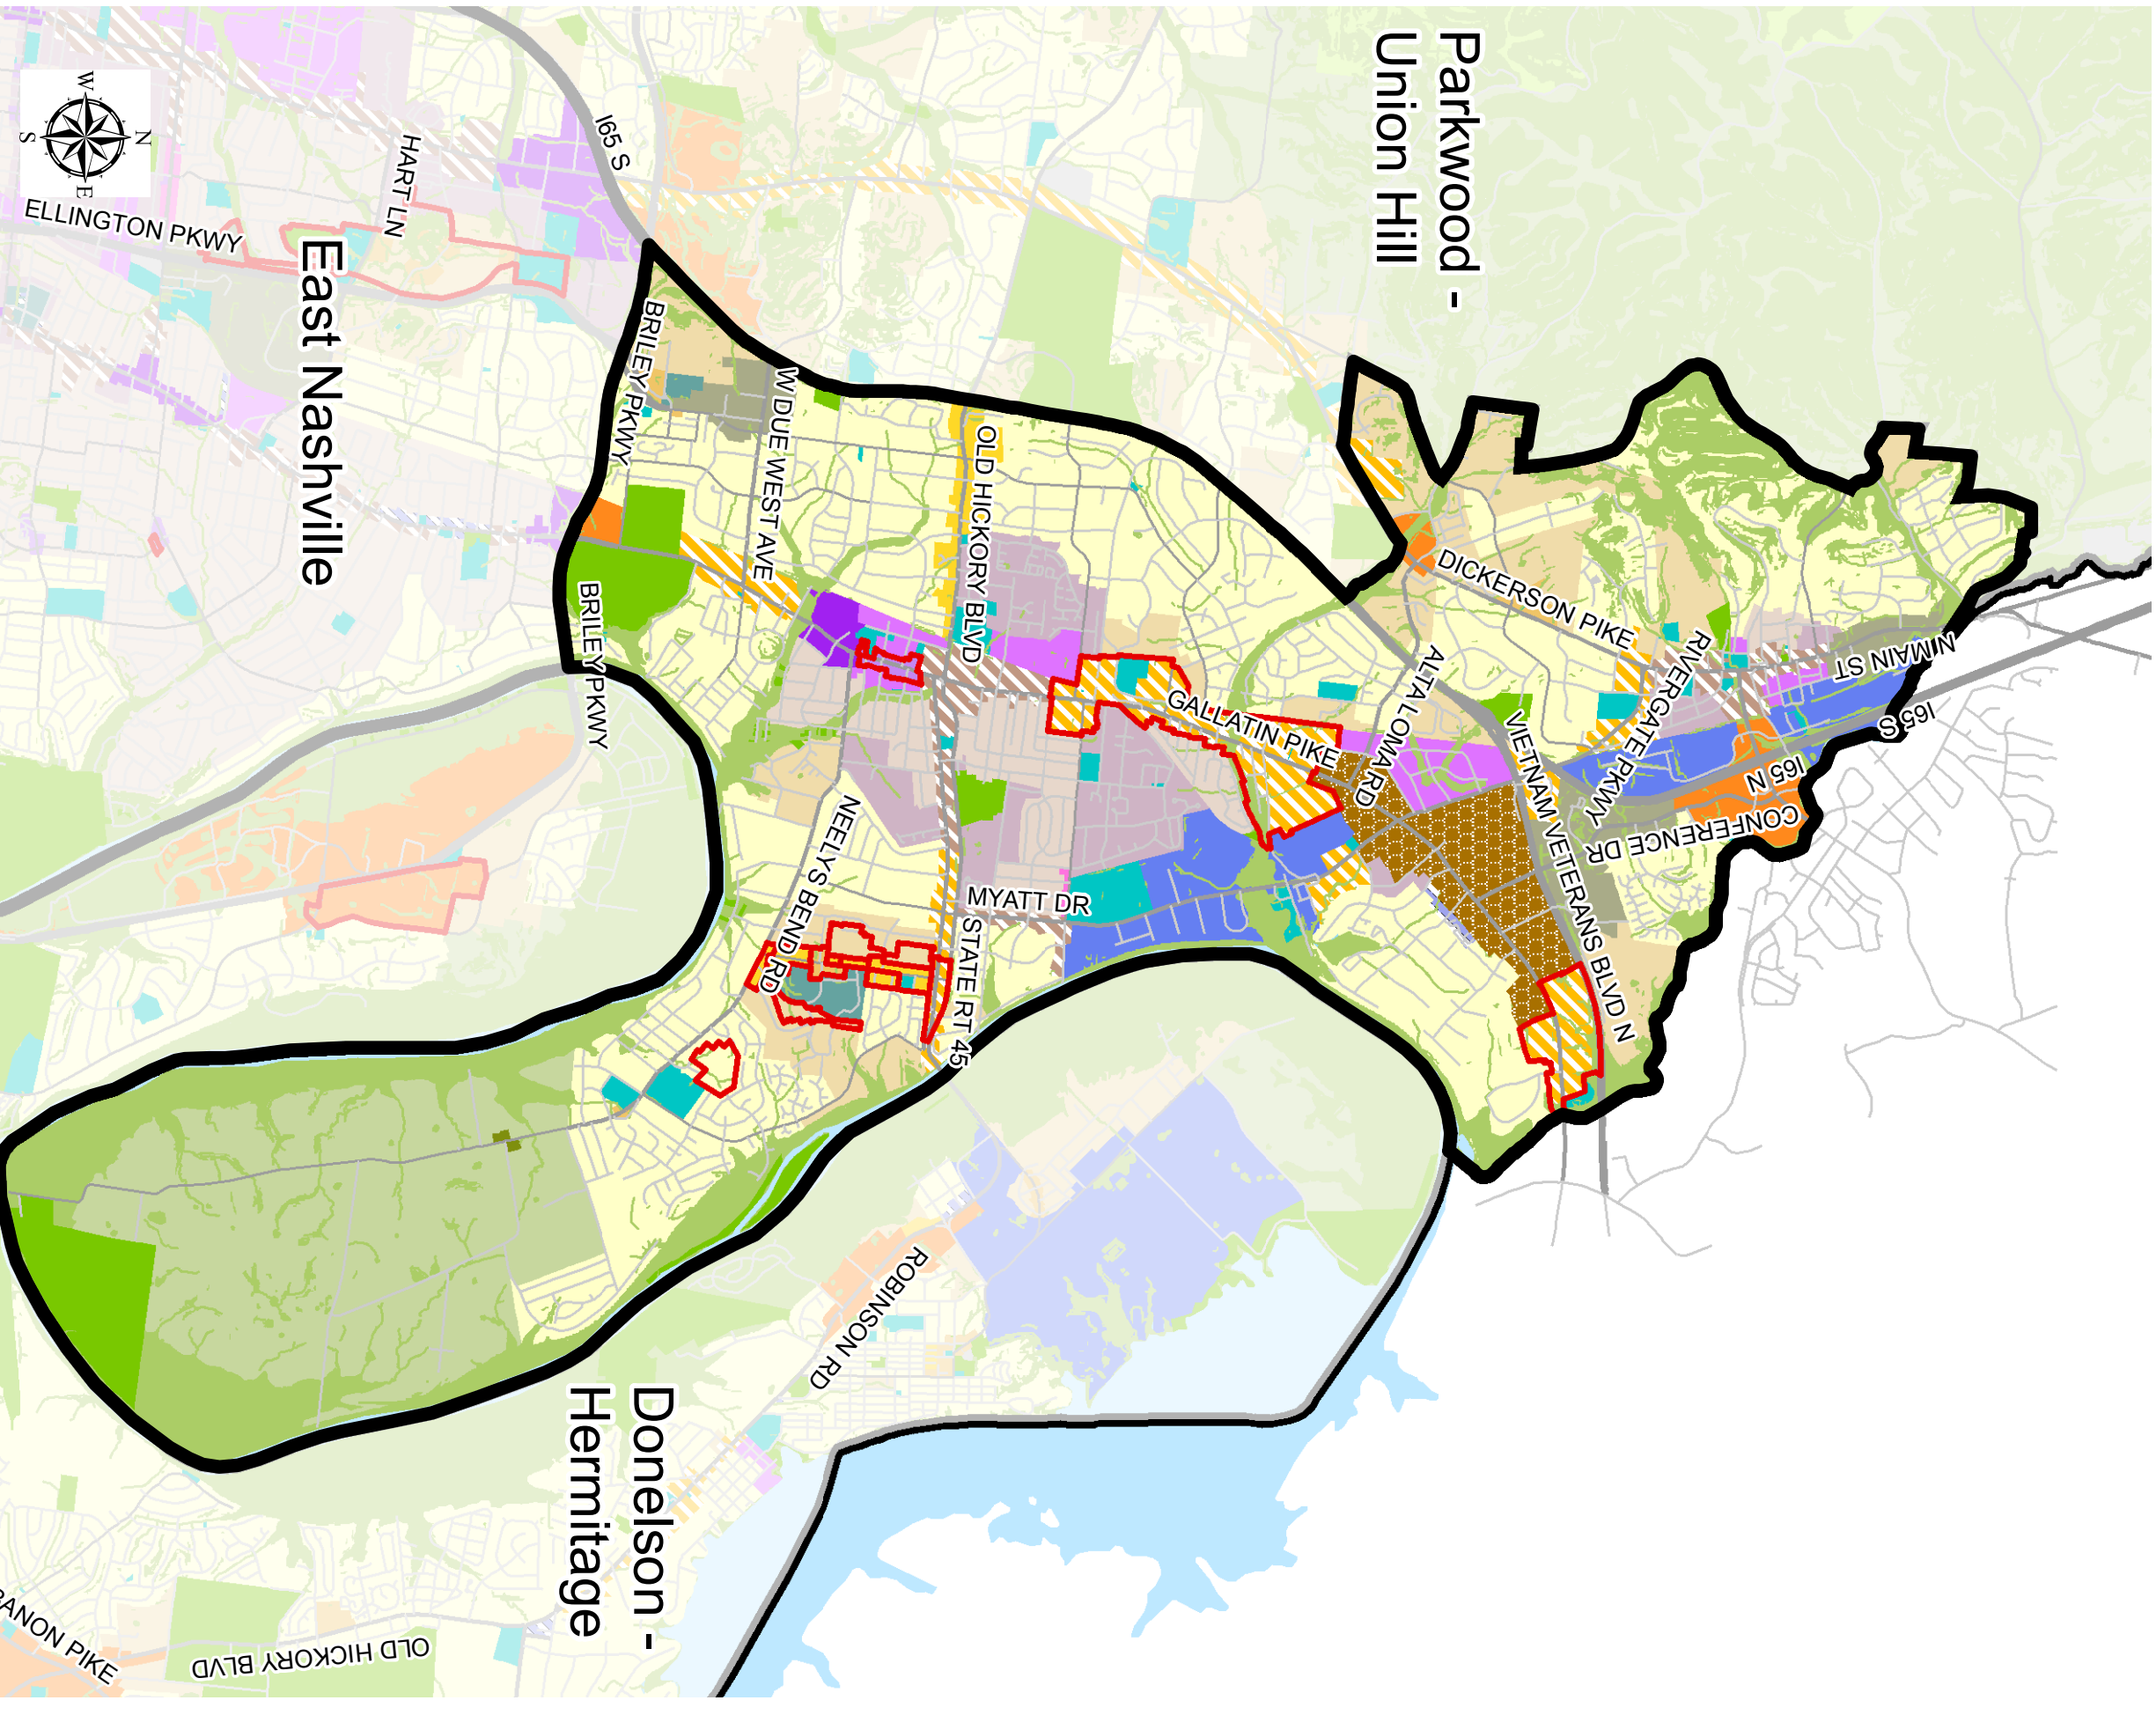 Parkwood -
Union Hill
I65 S
HART LN
ELLINGTON PKWY
East Nashville
N
W
E
S
BRILEY PKWY
W DUE WEST AVE
OLD HICKORY BLVD
BRILEY PKWY
DICKERSON PIKE
RIVERGATE PKWY
N MAIN ST
I65 S
I65 N
CONFERENCE DR
ALTA LOMA RD
GALLATIN PIKE
VIETNAM VETERANS BLVD N
NEELYS BEND RD
MYATT DR
STATE RT 45
ROBINSON RD
Donelson -
Hermitage
OLD HICKORY BLVD
PIKE